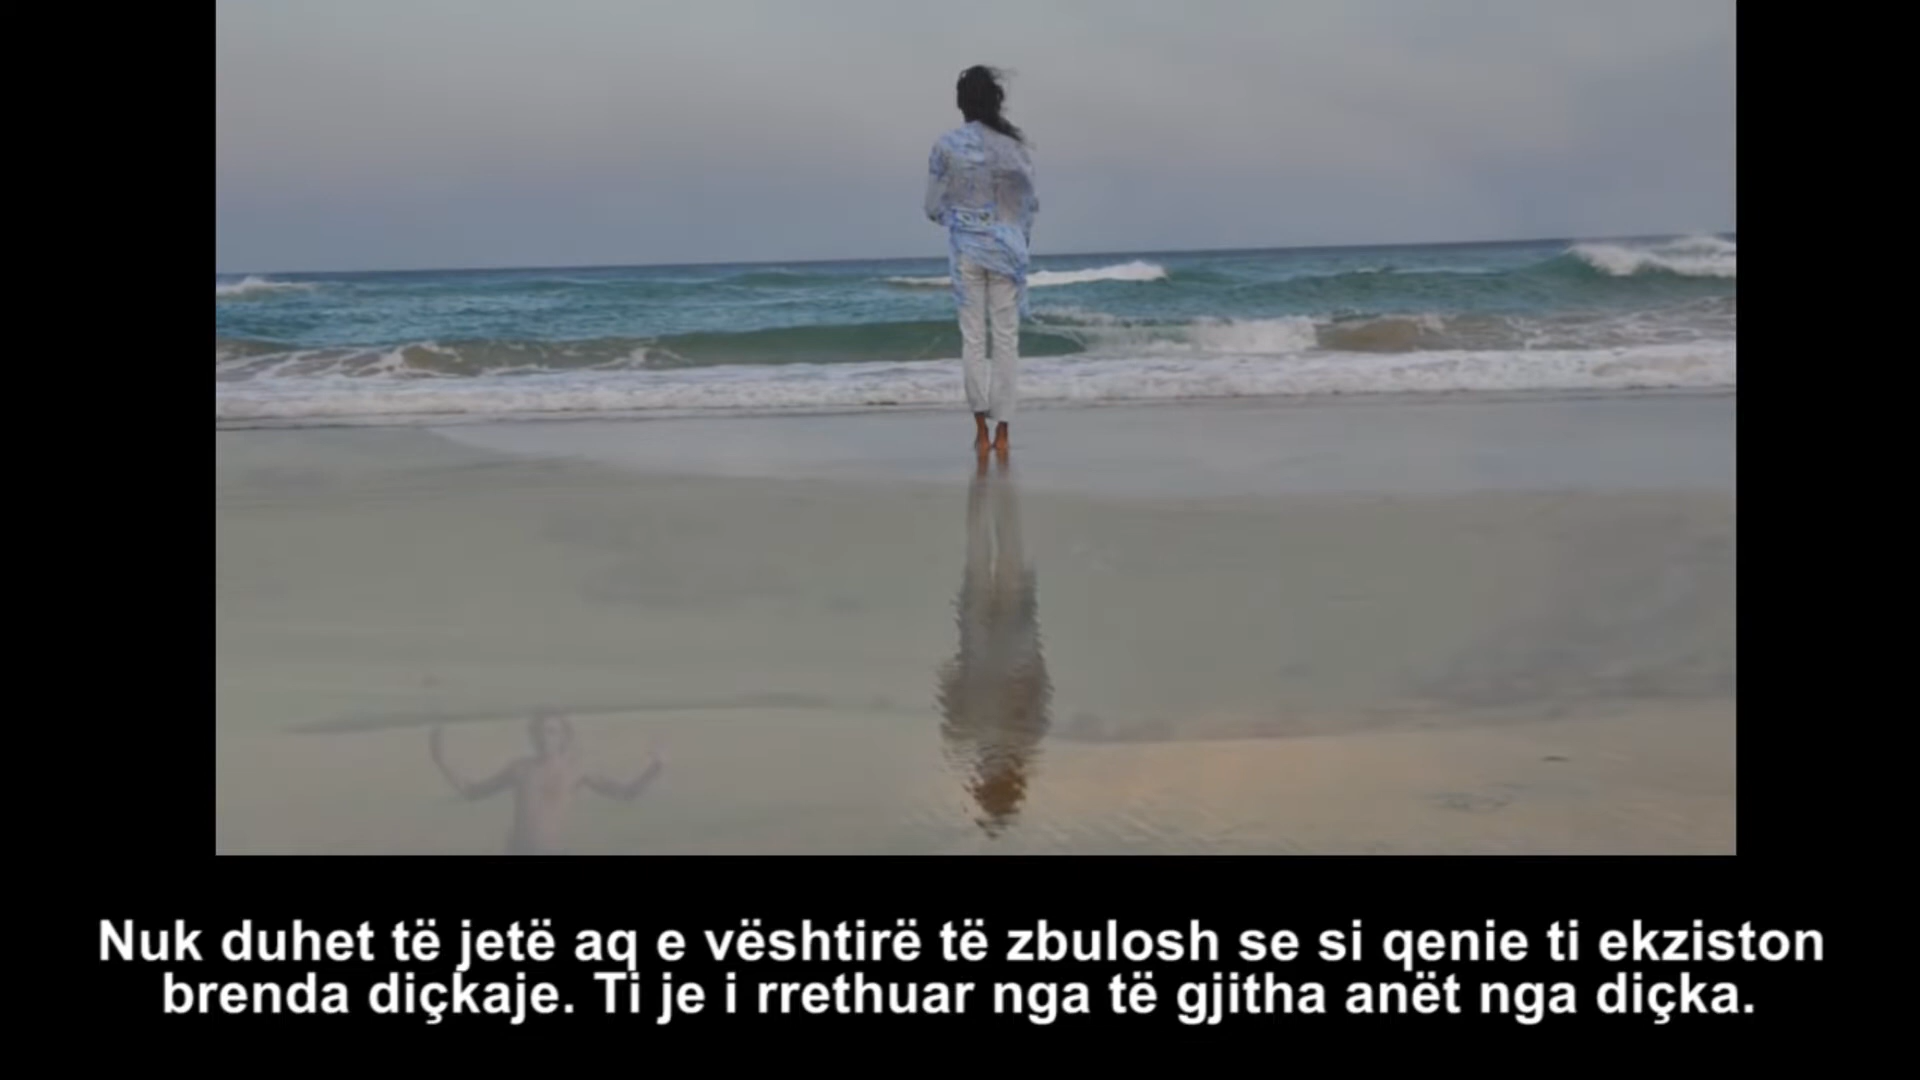 Nuk duhet të jetë aq e vështirë të zbulosh se si qenie ti ekziston
brenda diçkaje. Ti je i rrethuar nga të gjitha anët nga diçka.